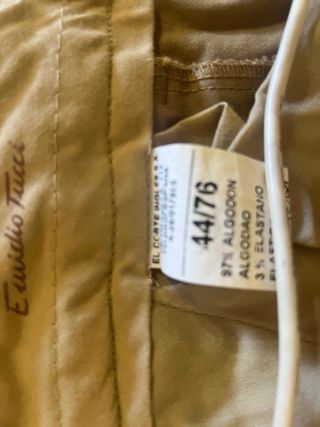 Emidio Tucci
EL CORTE INGLES S.A.
44/76
97% ALGODON
ALGODAO
3% ELASTANO